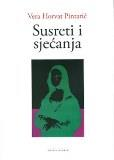 Vera Horvat Pintarić
Susreti i
sjećanja